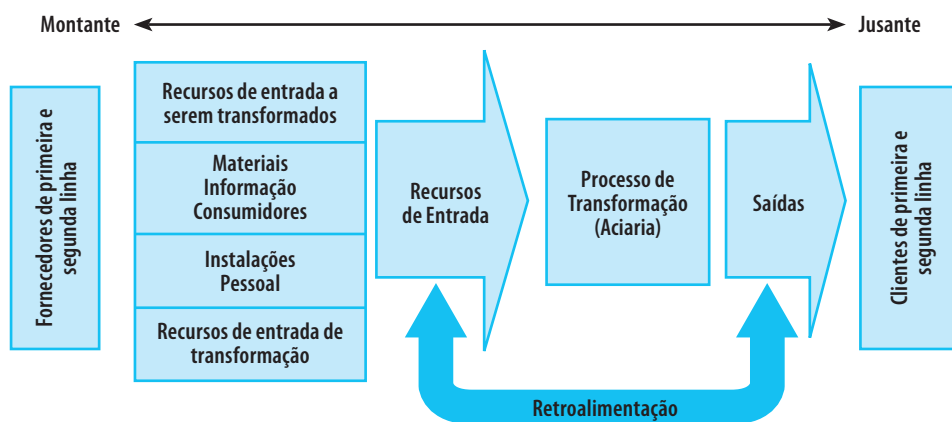 Montante
Jusante
Fornecedores de primeira e
segunda linha
Recursos de entrada a
serem transformados
Materiais
Informação
Consumidores
Instalações
Pessoal
Recursos de entrada de
transformação
Recursos
de Entrada
Processo de
Transformação
(Aciaria)
Saídas
Clientes de primeira e
segunda linha
Retroalimentação